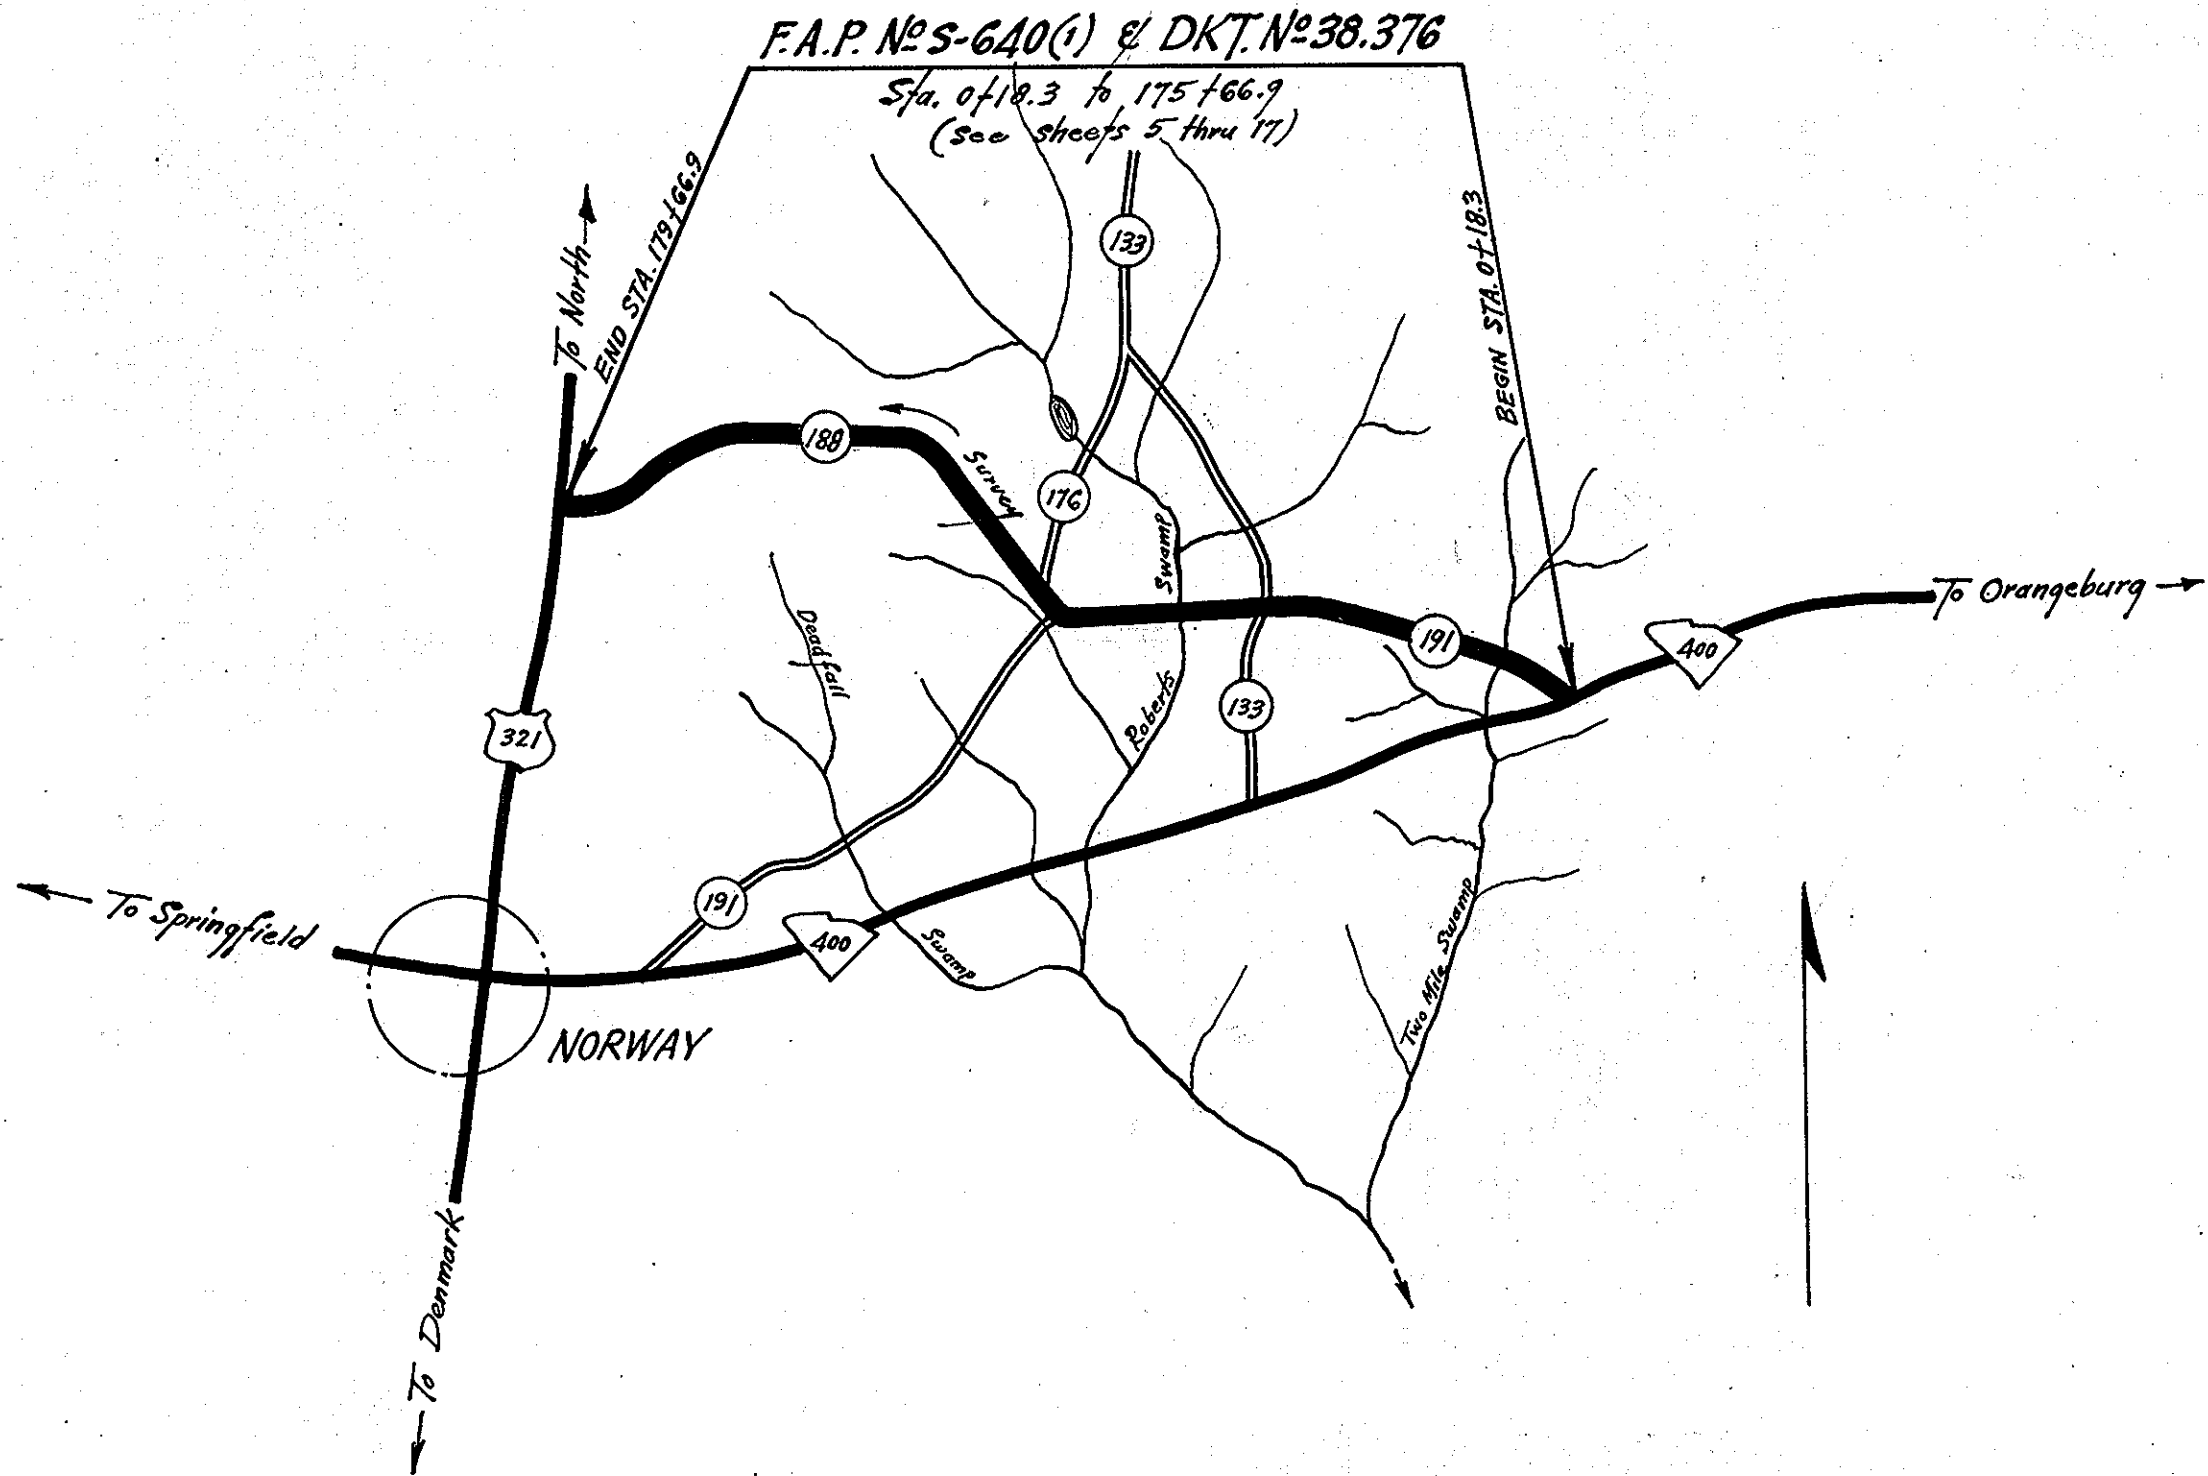 F.A.P. Nº S-640(1) & DKT. Nº 38.376
Sta. 0+18.3 to 175+66.9
(see sheets 5 thru 17)
END STA. 179+66.9
BEGIN STA. 0+18.3
To North
133
188
Survey
176
Swamp
To Orangeburg
191
400
Dead fall
Roberts
133
321
To Springfield
191
400
Swamp
Two Mile Swamp
NORWAY
To Denmark